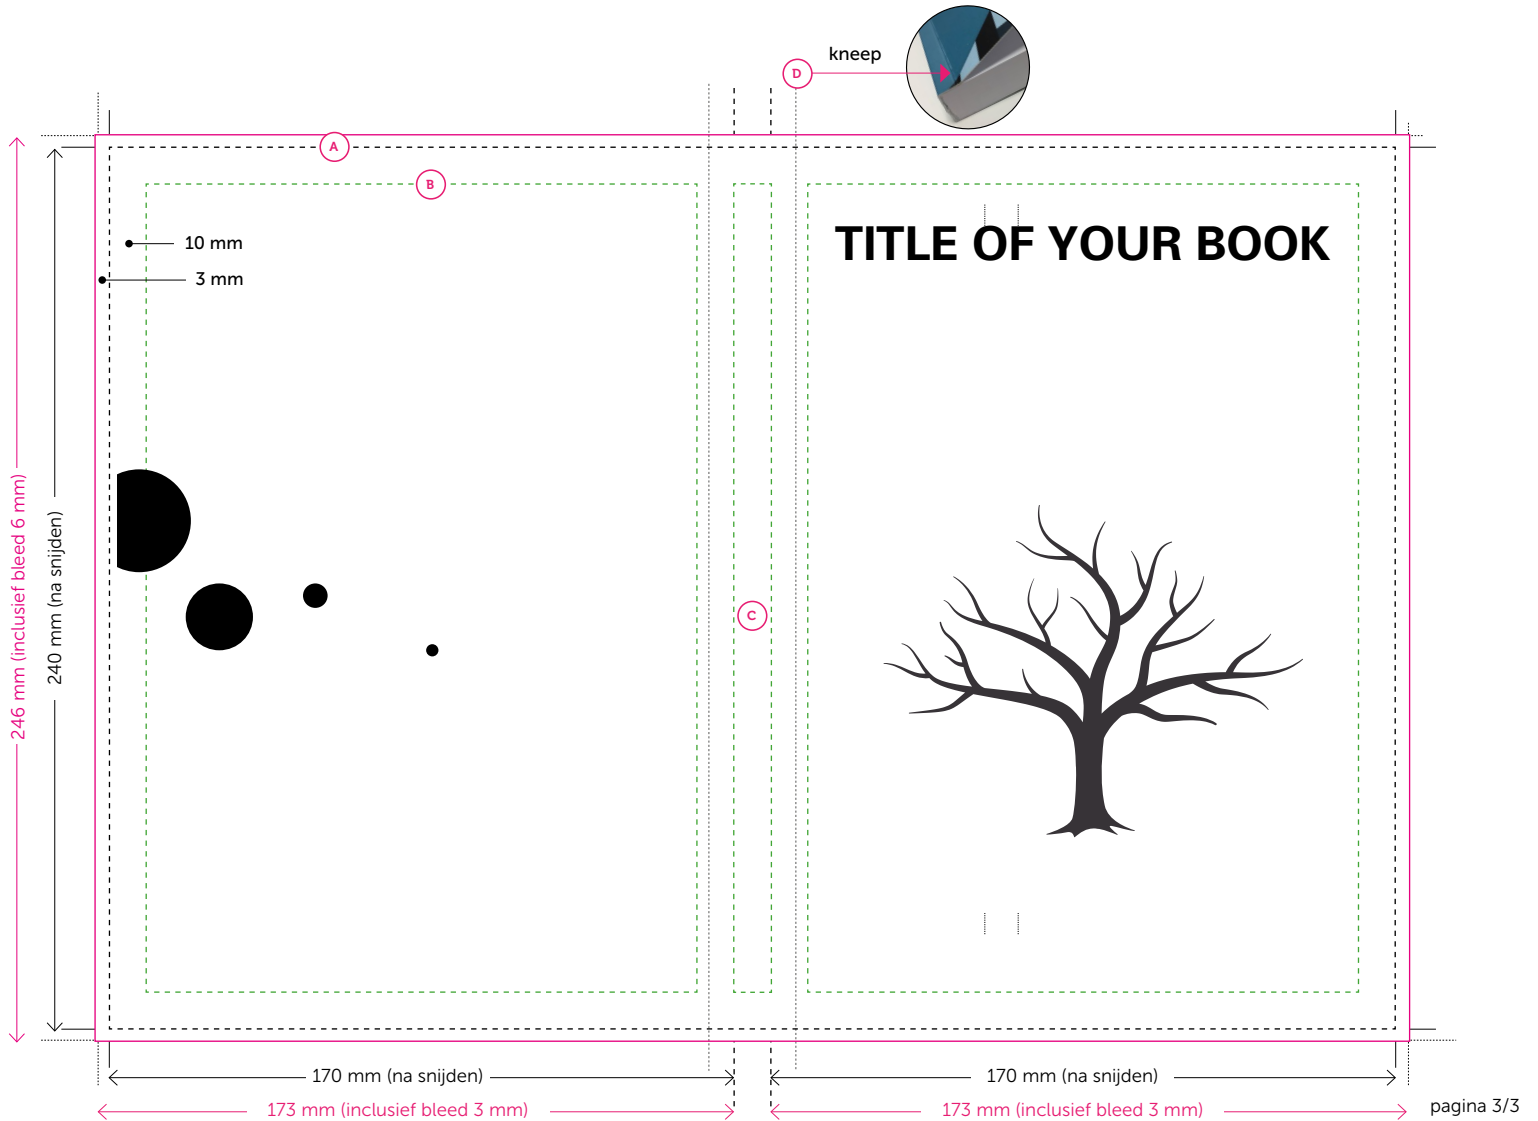 D
kneep
A
B
10 mm
3 mm
TITLE OF YOUR BOOK
246 mm (inclusief bleed 6 mm)
240 mm (na snijden)
C
170 mm (na snijden)
170 mm (na snijden)
173 mm (inclusief bleed 3 mm)
173 mm (inclusief bleed 3 mm)
pagina 3/3